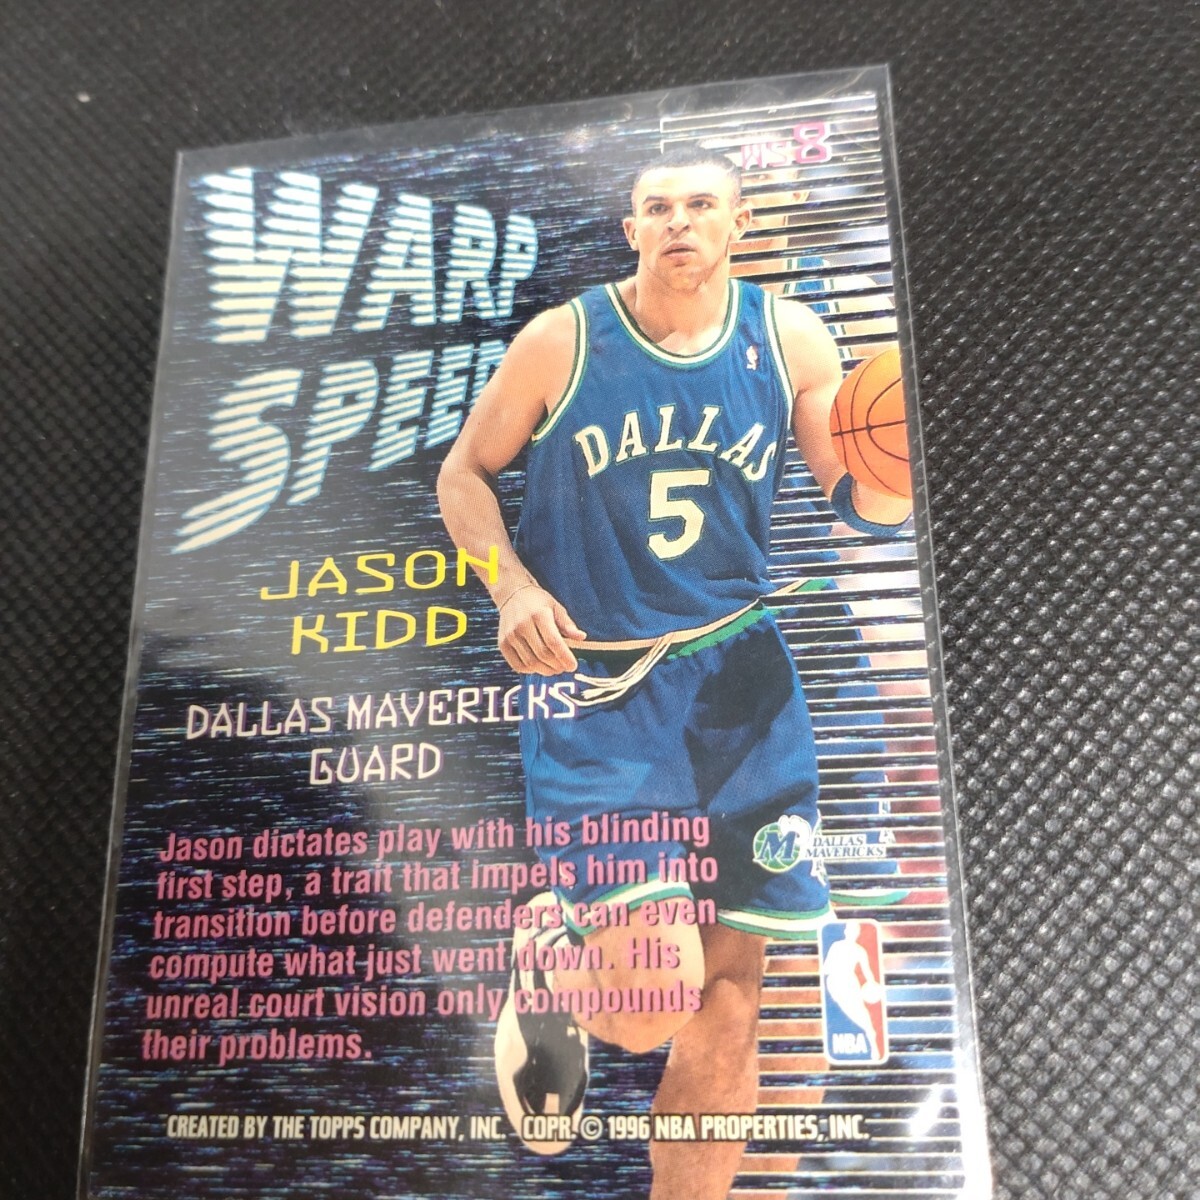 WS8
WARP
SPEED
DALLAS
5
JASON
KIDD
DALLAS MAVERICKS
GUARD
DALLAS
MAVERICKS
M
Jason dictates play with his blinding
first step, a trait that impels him into
transition before defenders can even
compute what just went down. His
unreal court vision only compounds
their problems.
NBA
CREATED BY THE TOPPS COMPANY, INC. COPR. © 1996 NBA PROPERTIES, INC.